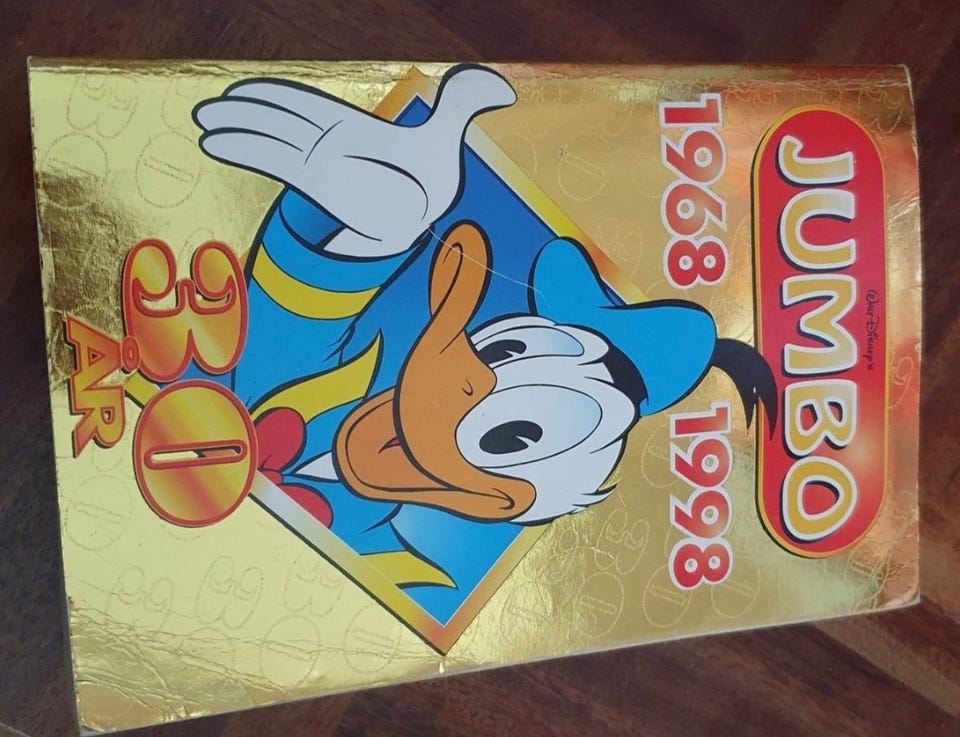 WALT DISNEY'S
JUMBO
1968 1998
30
ÅR